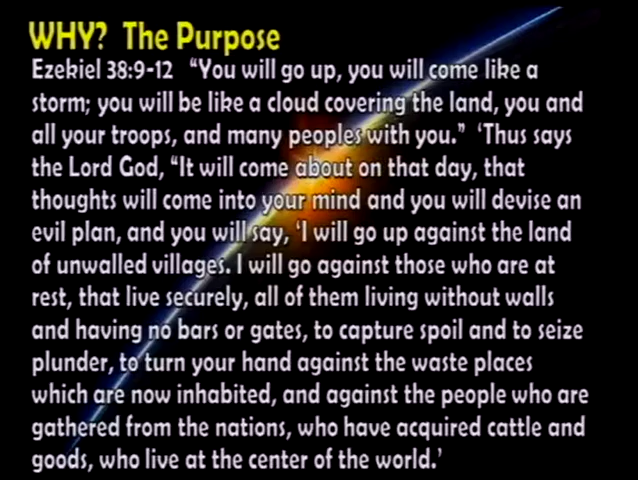 WHY? The Purpose
Ezekiel 38:9-12 “You will go up, you will come like a
storm; you will be like a cloud covering the land, you and
all your troops, and many peoples with you.” ‘Thus says
the Lord God, “It will come about on that day, that
thoughts will come into your mind and you will devise an
evil plan, and you will say, ‘I will go up against the land
of unwalled villages. I will go against those who are at
rest, that live securely, all of them living without walls
and having no bars or gates, to capture spoil and to seize
plunder, to turn your hand against the waste places
which are now inhabited, and against the people who are
gathered from the nations, who have acquired cattle and
goods, who live at the center of the world.’